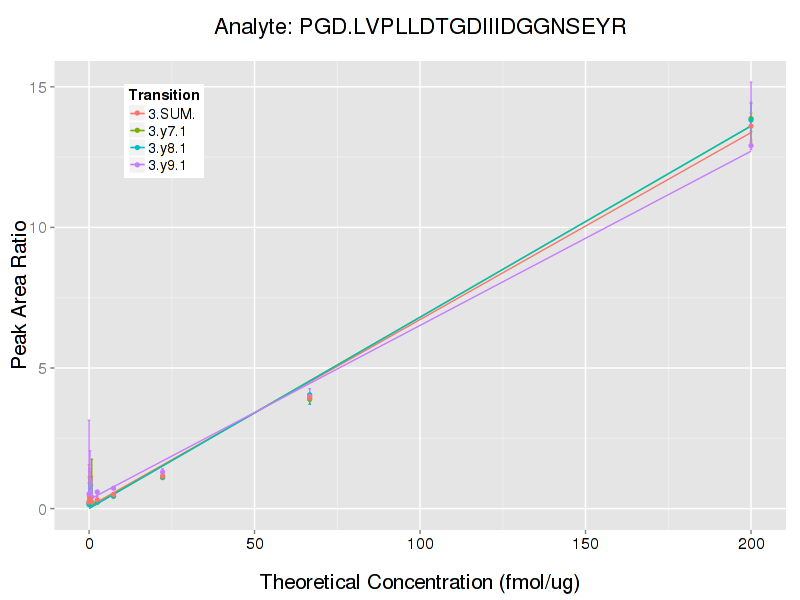 Analyte: PGD.LVPLLDTGDIIIDGGNSEYR
15
10
5
0
Peak Area Ratio
Transition
3.SUM.
3.y7.1
3.y8.1
3.y9.1
0 50 100 150 200
Theoretical Concentration (fmol/ug)